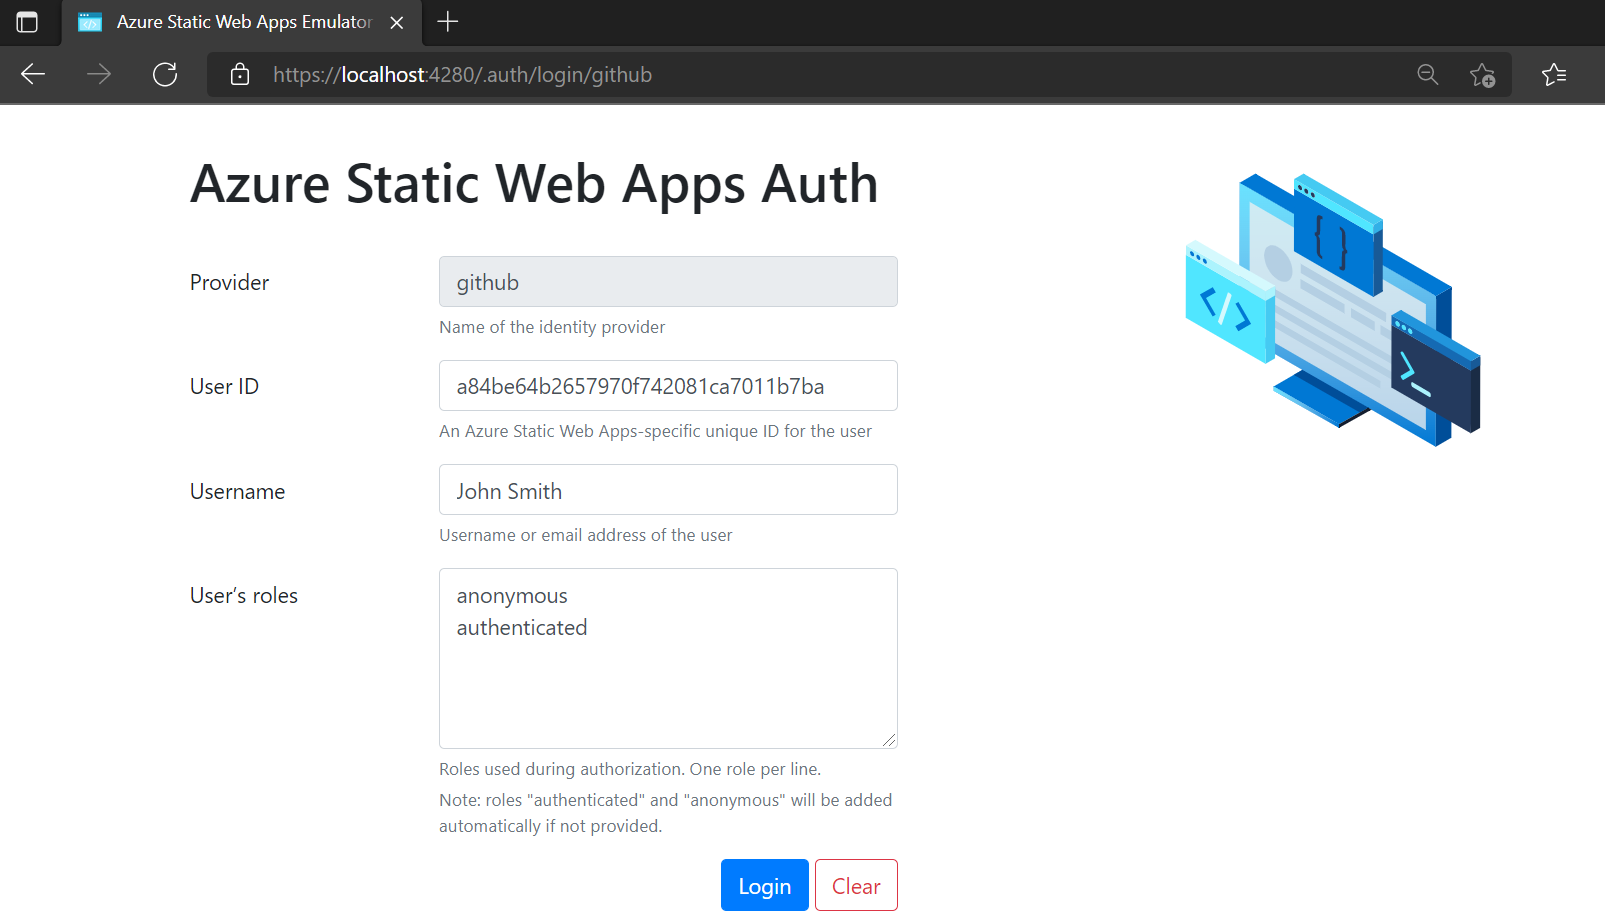 Azure Static Web Apps Emulator
https://localhost:4280/.auth/login/github
Azure Static Web Apps Auth
Provider
github
Name of the identity provider
User ID
a84be64b2657970f742081ca7011b7ba
An Azure Static Web Apps-specific unique ID for the user
Username
John Smith
Username or email address of the user
User’s roles
anonymous
authenticated
Roles used during authorization. One role per line.
Note: roles "authenticated" and "anonymous" will be added
automatically if not provided.
Login
Clear